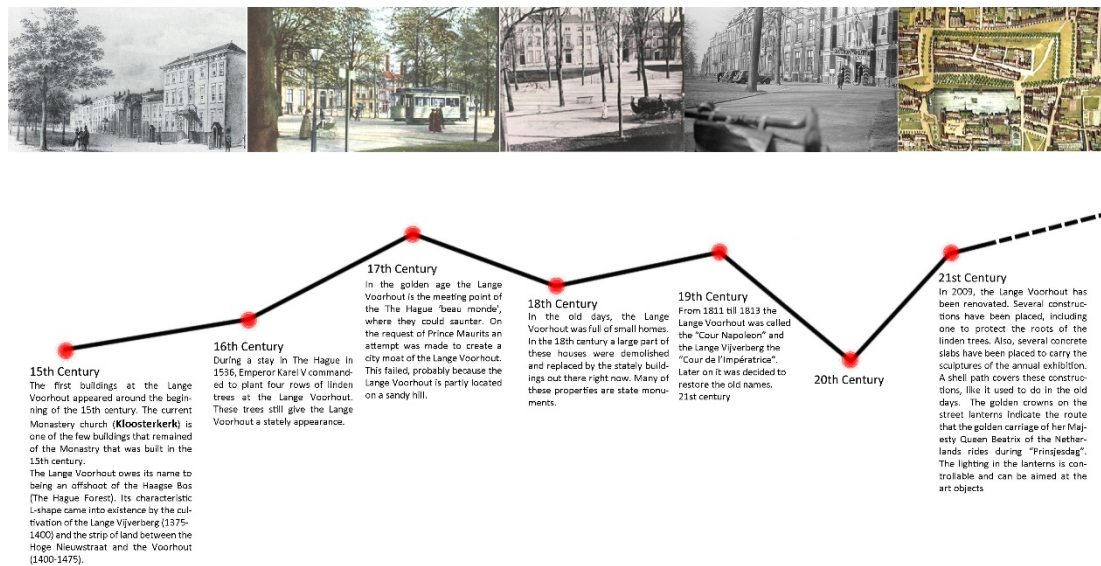 15th Century
The first buildings at the Lange
Voorhout appeared around the begin-
ning of the 15th century. The current
Monastery church (Kloosterkerk) is
one of the few buildings that remained
of the Monastry that was built in the
15th century.
The Lange Voorhout owes its name to
being an offshoot of the Haagse Bos
(The Hague Forest). Its characteristic
L-shape came into existence by the cul-
tivation of the Lange Vijverberg (1375-
1400) and the strip of land between the
Hoge Nieuwstraat and the Voorhout
(1400-1475).
16th Century
During a stay in The Hague in
1536, Emperor Karel V command-
ed to plant four rows of linden
trees at the Lange Voorhout.
These trees still give the Lange
Voorhout a stately appearance.
17th Century
In the golden age the Lange
Voorhout is the meeting point of
the The Hague 'beau monde',
where they could saunter. On
the request of Prince Maurits an
attempt was made to create a
city moat of the Lange Voorhout.
This failed, probably because the
Lange Voorhout is partly located
on a sandy hill.
18th Century
In the old days, the Lange
Voorhout was full of small homes.
In the 18th century a large part of
these houses were demolished
and replaced by the stately build-
ings out there right now. Many of
these properties are state monu-
ments.
19th Century
From 1811 till 1813 the
Lange Voorhout was called
the "Cour Napoleon" and
the Lange Vijverberg the
"Cour de l'Impératrice".
Later on it was decided to
restore the old names.
21st century
20th Century
21st Century
In 2009, the Lange Voorhout has
been renovated. Several construc-
tions have been placed, including
one to protect the roots of the
linden trees. Also, several concrete
slabs have been placed to carry the
sculptures of the annual exhibition.
A shell path covers these construc-
tions, like it used to do in the old
days. The golden crowns on the
street lanterns indicate the route
that the golden carriage of her Maj-
esty Queen Beatrix of the Nether-
lands rides during "Prinsjesdag".
The lighting in the lanterns is con-
trollable and can be aimed at the
art objects